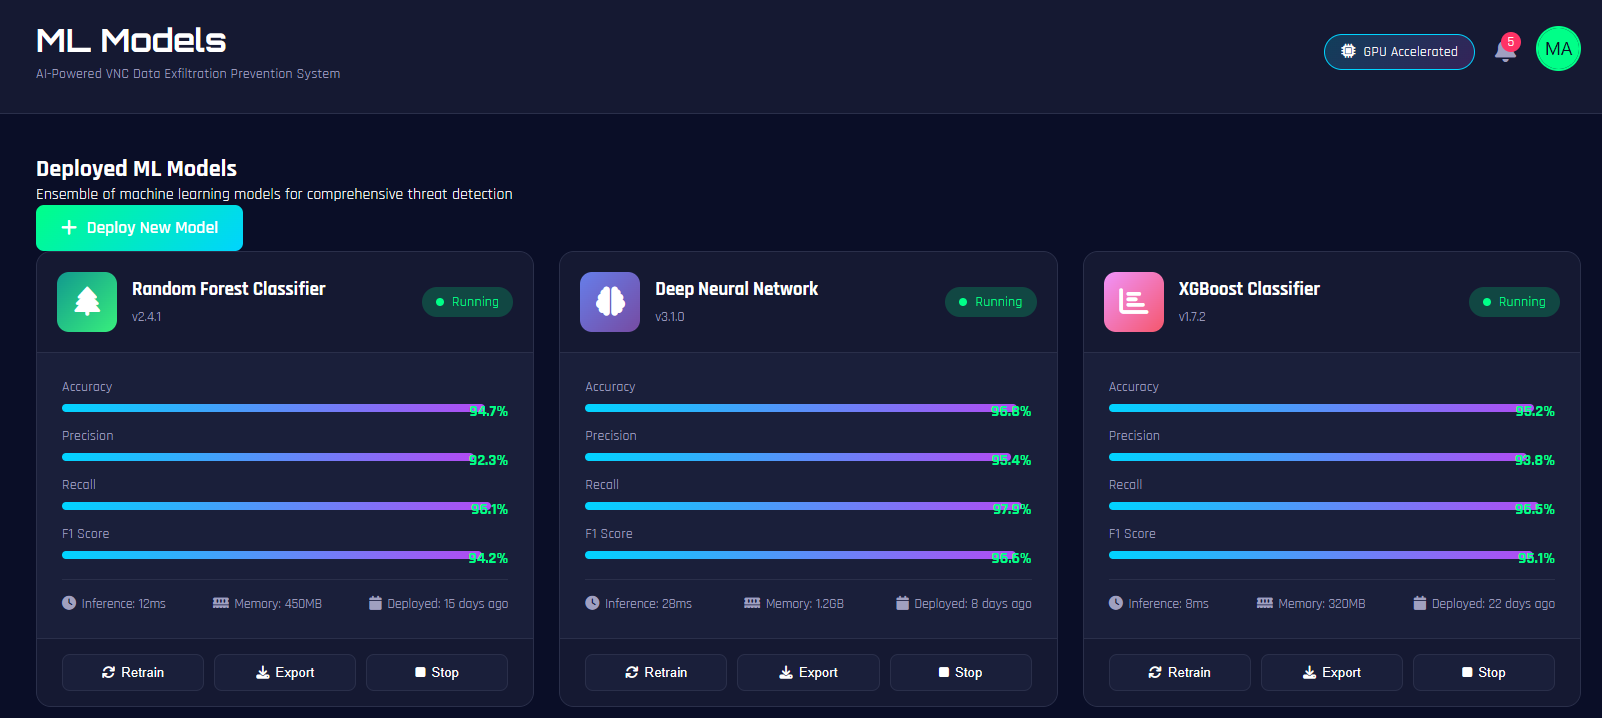 ML Models
AI-Powered VNC Data Exfiltration Prevention System
GPU Accelerated
5
MA
Deployed ML Models
Ensemble of machine learning models for comprehensive threat detection
Deploy New Model
Random Forest Classifier
v2.4.1
Running
Accuracy
94.7%
Precision
92.3%
Recall
96.1%
F1 Score
94.2%
Inference: 12ms
Memory: 450MB
Deployed: 15 days ago
Retrain
Export
Stop
Deep Neural Network
v3.1.0
Running
Accuracy
96.8%
Precision
95.4%
Recall
97.9%
F1 Score
96.6%
Inference: 28ms
Memory: 1.2GB
Deployed: 8 days ago
Retrain
Export
Stop
XGBoost Classifier
v1.7.2
Running
Accuracy
95.2%
Precision
93.8%
Recall
96.5%
F1 Score
95.1%
Inference: 8ms
Memory: 320MB
Deployed: 22 days ago
Retrain
Export
Stop